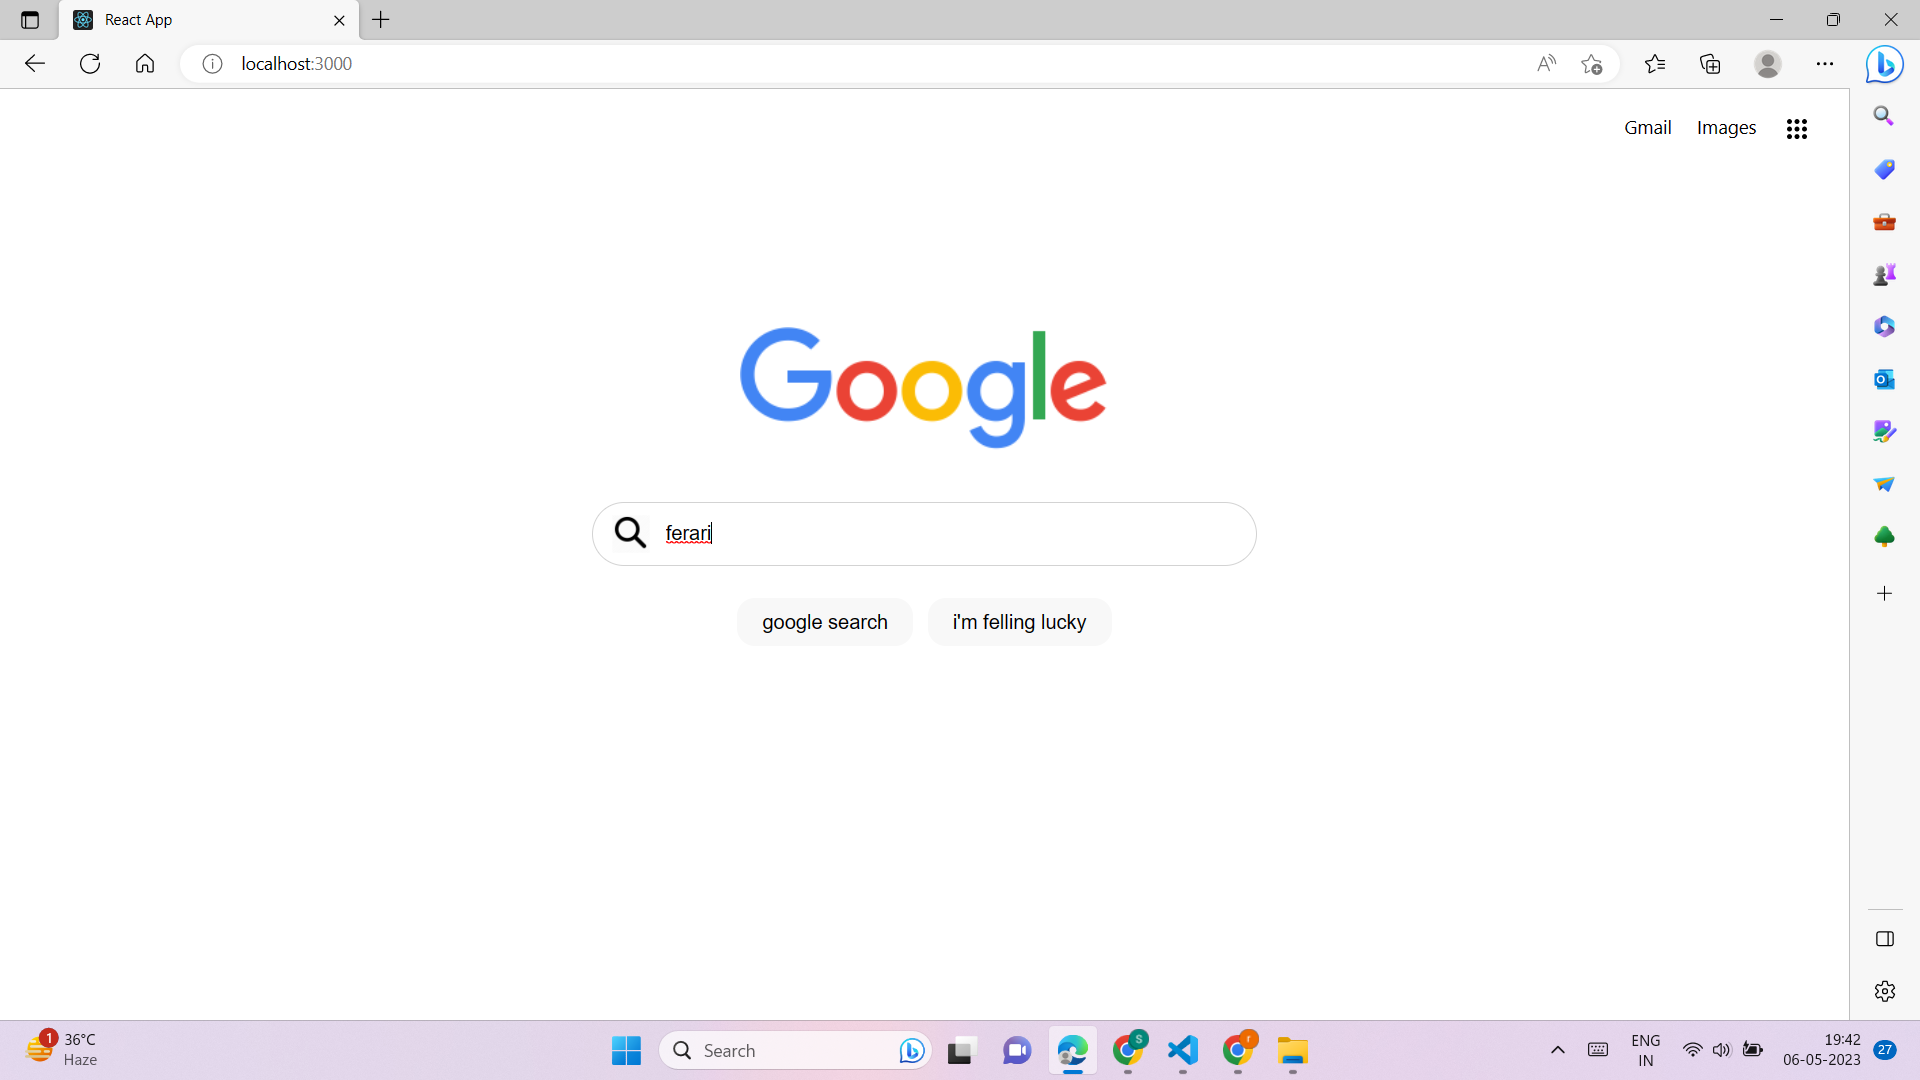 React App
localhost:3000
Gmail Images
Google
ferari
google search i'm felling lucky
1 36°C
Haze
Search
S
r
ENG
IN
19:42
06-05-2023
27